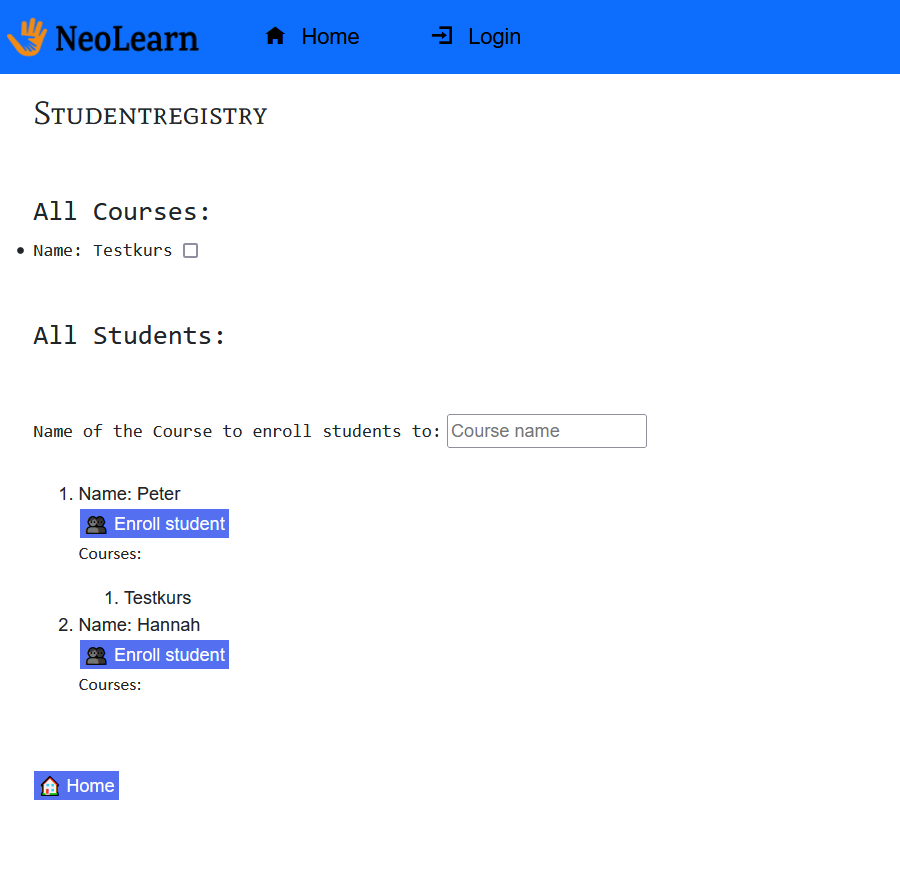 NeoLearn Home Login
Studentregistry
All Courses:
• Name: Testkurs
All Students:
Name of the Course to enroll students to: Course name
1. Name: Peter
Enroll student
Courses:
1. Testkurs
2. Name: Hannah
Enroll student
Courses:
Home